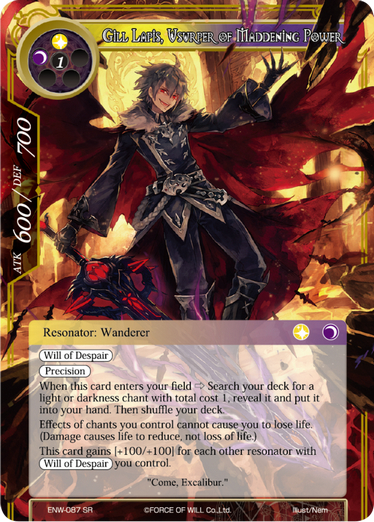 Gill Lapis, Usurper of Maddening Power
1
ATK 600 / DEF 700
Resonator: Wanderer
Will of Despair
Precision
When this card enters your field ⇒ Search your deck for a
light or darkness chant with total cost 1, reveal it and put it
into your hand. Then shuffle your deck.
Effects of chants you control cannot cause you to lose life.
(Damage causes life to reduce, not loss of life.)
This card gains [+100/+100] for each other resonator with
Will of Despair you control.
"Come, Excalibur."
ENW-087 SR ©FORCE OF WILL Co.,Ltd. Illust/Nem